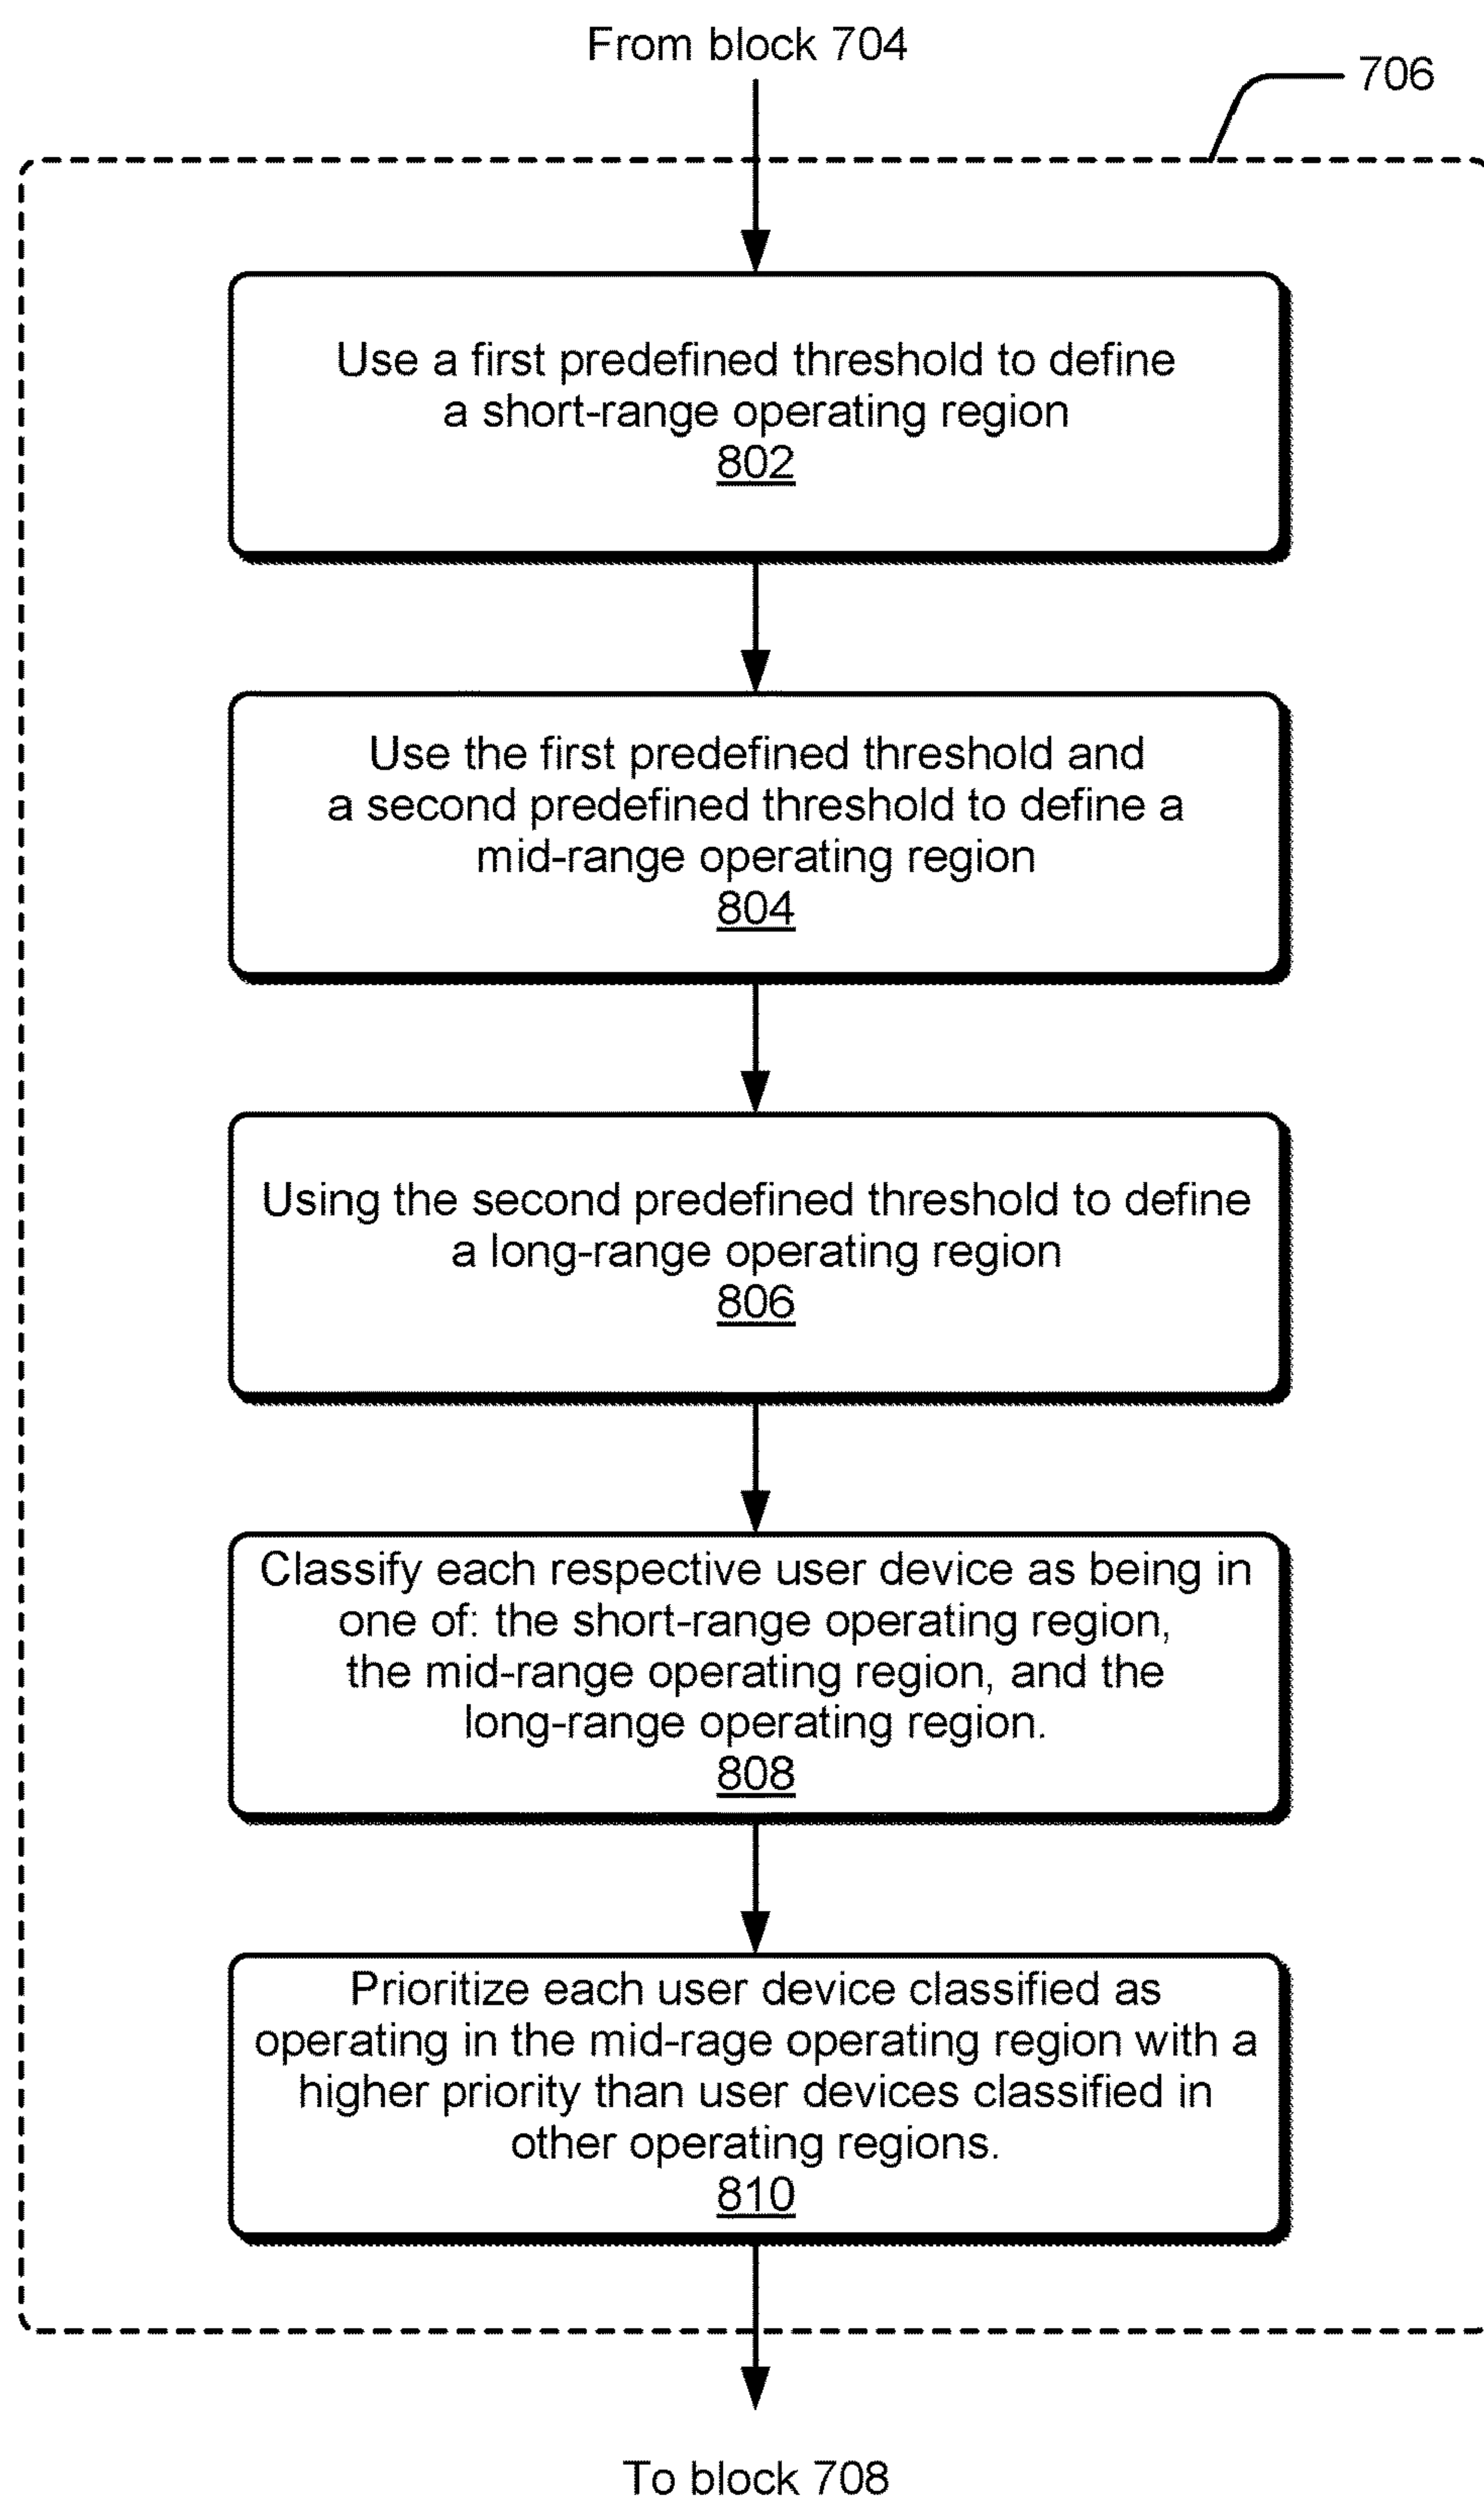 From block 704
706
Use a first predefined threshold to define
a short-range operating region
802
Use the first predefined threshold and
a second predefined threshold to define a
mid-range operating region
804
Using the second predefined threshold to define
a long-range operating region
806
Classify each respective user device as being in
one of: the short-range operating region,
the mid-range operating region, and the
long-range operating region.
808
Prioritize each user device classified as
operating in the mid-rage operating region with a
higher priority than user devices classified in
other operating regions.
810
To block 708